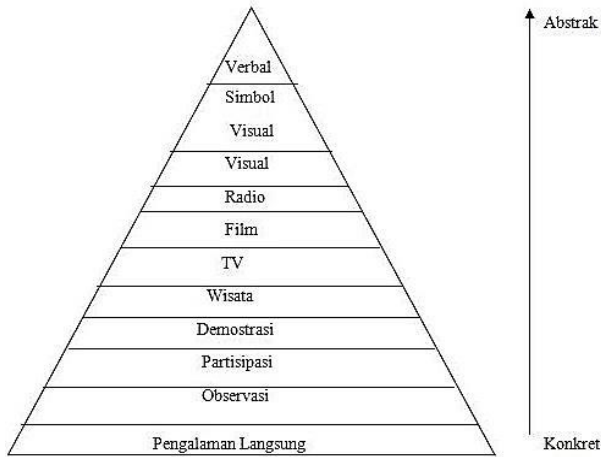 Abstrak
Verbal
Simbol
Visual
Visual
Radio
Film
TV
Wisata
Demostrasi
Partisipasi
Observasi
Pengalaman Langsung
Konkret